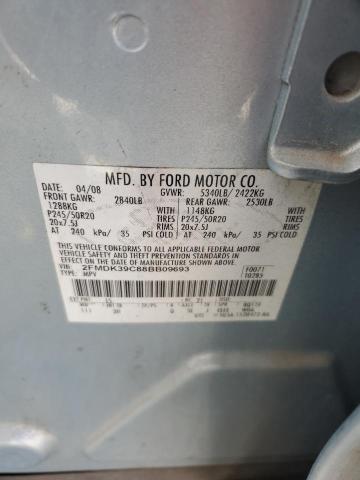 MFD. BY FORD MOTOR CO.
DATE: 04/08 GVWR: 5340LB/ 2422KG
FRONT GAWR: 2840LB REAR GAWR: 2530LB
1288KG 1148KG
P245/50R20 TIRES P245/50R20 TIRES
20x7.5J RIMS 20x7.5J RIMS
AT 240 kPa/ 35 PSI COLD AT 240 kPa/ 35 PSI COLD
THIS VEHICLE CONFORMS TO ALL APPLICABLE FEDERAL MOTOR
VEHICLE SAFETY AND THEFT PREVENTION STANDARDS IN EFFECT ON
THE DATE OF MANUFACTURE SHOWN ABOVE.
VIN: 2FMDK39C88BB09693 F0071
TYPE: MPV T0285